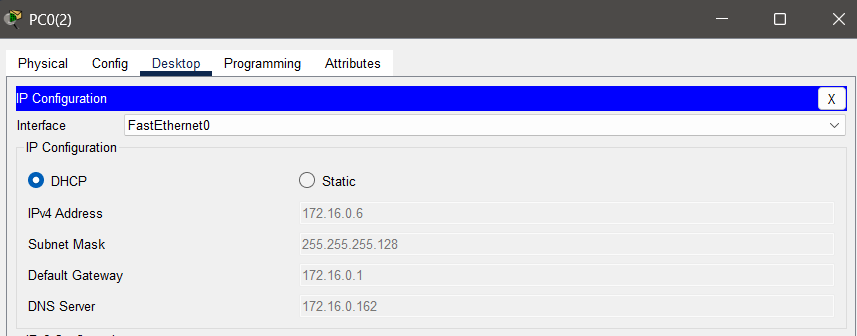 PC0(2)
Physical Config Desktop Programming Attributes
IP Configuration X
Interface FastEthernet0
IP Configuration
DHCP Static
IPv4 Address 172.16.0.6
Subnet Mask 255.255.255.128
Default Gateway 172.16.0.1
DNS Server 172.16.0.162